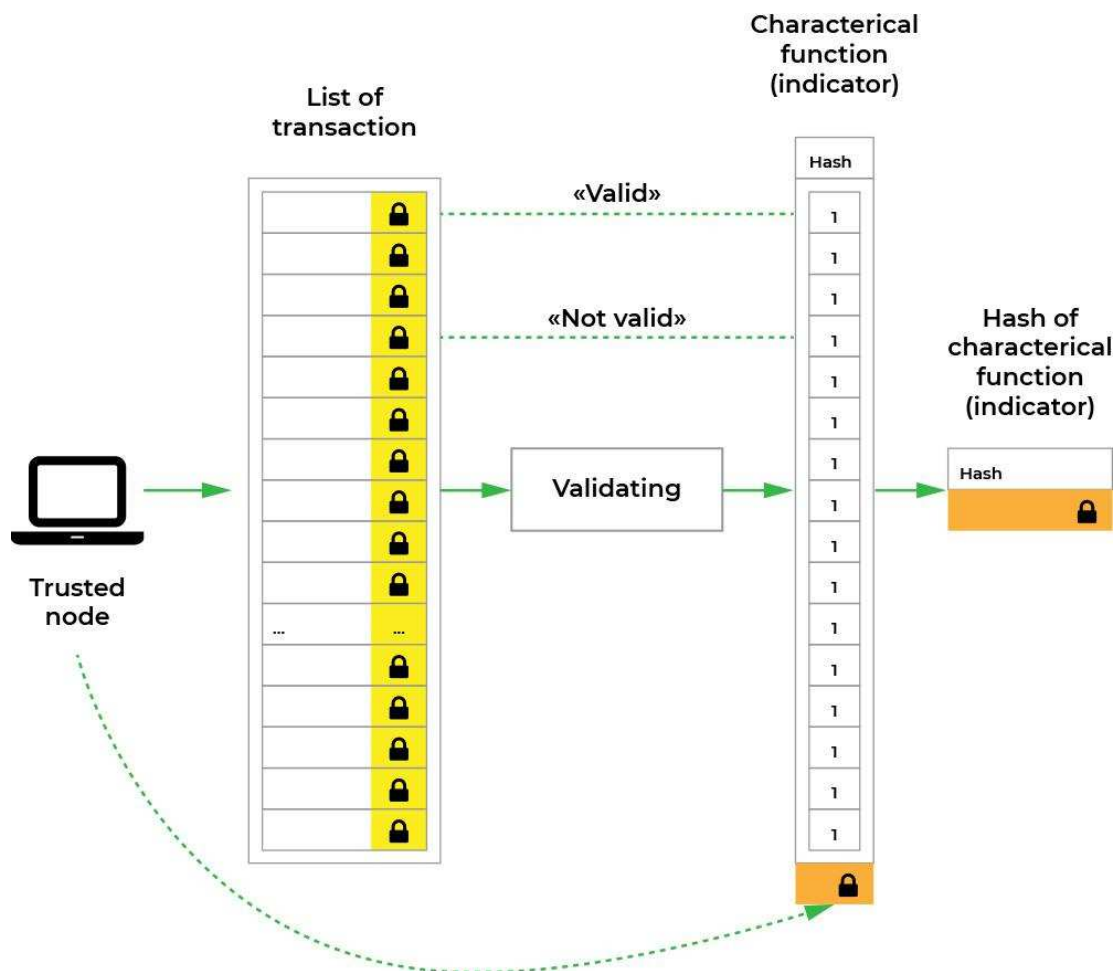 Characterical
function
(indicator)
List of
transaction
Hash
«Valid»
1
1
1
«Not valid»
1
1
1
1
1
1
1
1
1
1
1
1
1
Hash of
characterical
function
(indicator)
Hash
Validating
Trusted
node
... ...